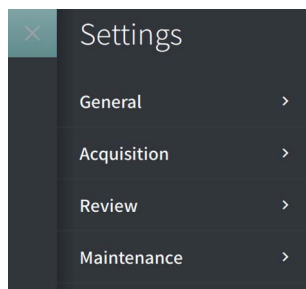 Settings
General
Acquisition
Review
Maintenance